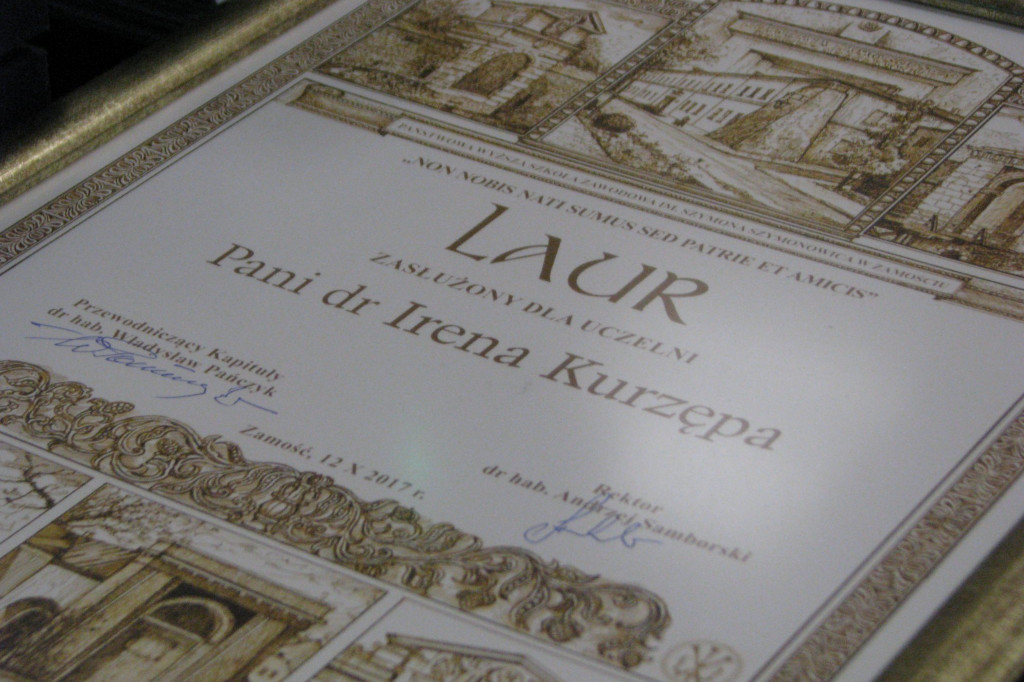 PAŃSTWOWA WYŻSZA SZKOŁA ZAWODOWA IM. SZYMONA SZYMONOWICA W ZAMOŚCIU
„NON NOBIS NATI SUMUS SED PATRIE ET AMICIS”
LAUR
ZASŁUŻONY DLA UCZELNI
Pani dr Irena Kurzępa
Przewodniczący Kapituły
dr hab. Władysław Pańczyk
Zamość, 12 X 2017 r.
Rektor
dr hab. Andrzej Samborski